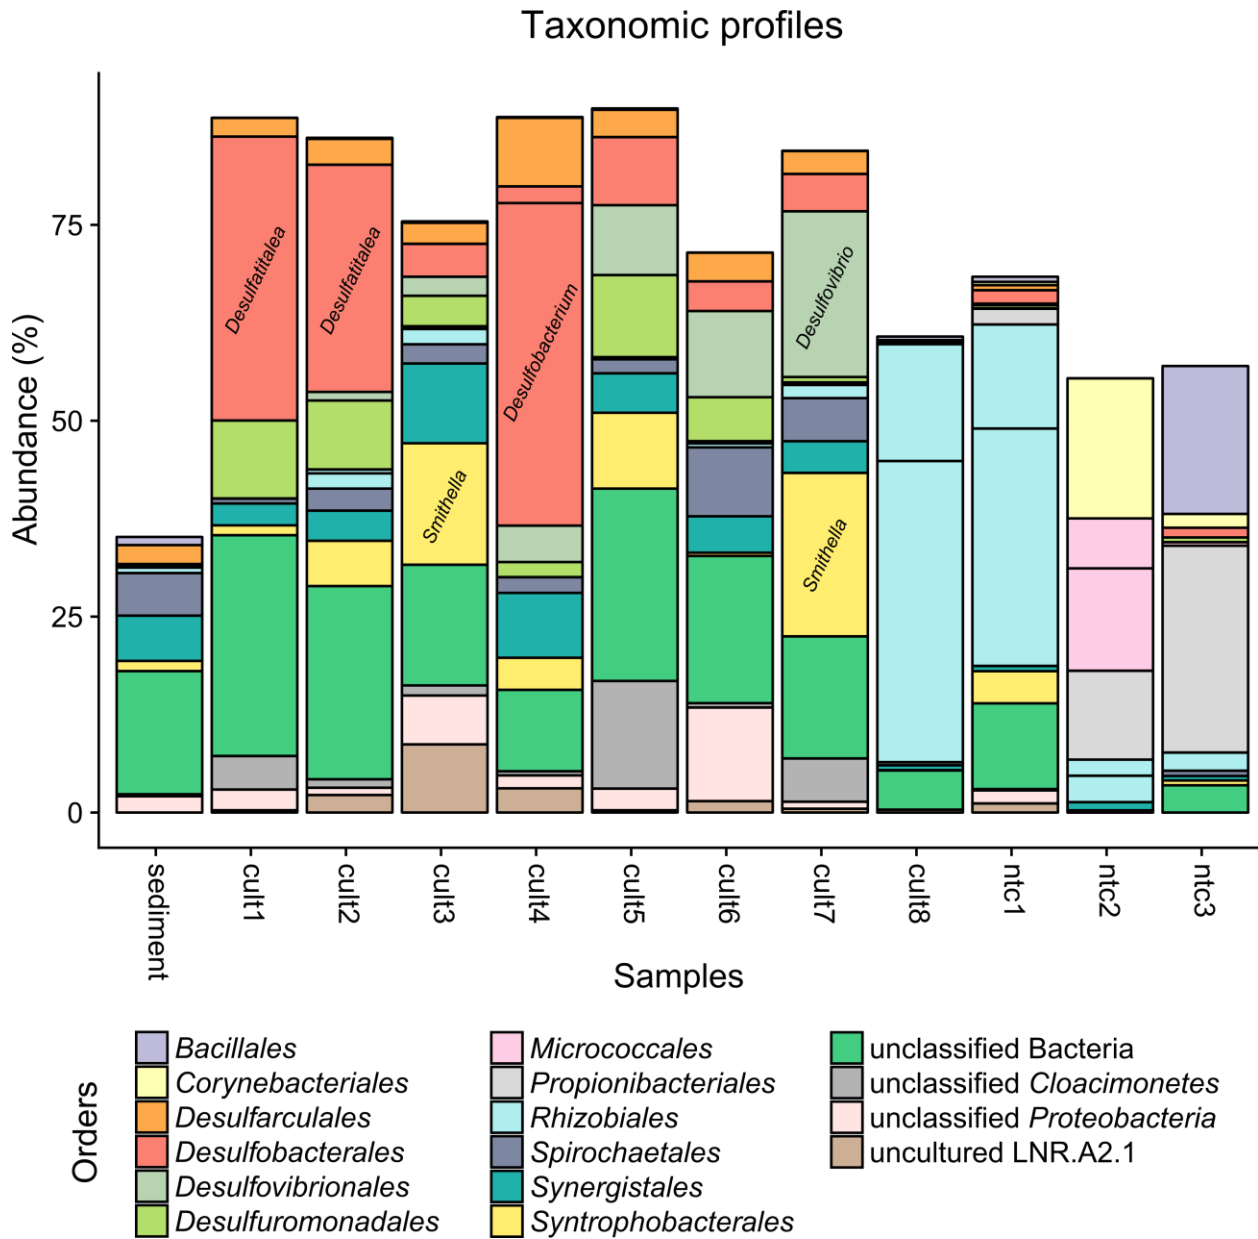 Taxonomic profiles
Abundance (%)
75
50
25
0
Desulfatitalea
Desulfatitalea
Smithella
Desulfobacterium
Desulfovibrio
Smithella
sediment
cult1
cult2
cult3
cult4
cult5
cult6
cult7
cult8
ntc1
ntc2
ntc3
Samples
Orders
Bacillales
Corynebacteriales
Desulfarculales
Desulfobacterales
Desulfovibrionales
Desulfuromonadales
Micrococcales
Propionibacteriales
Rhizobiales
Spirochaetales
Synergistales
Syntrophobacterales
unclassified Bacteria
unclassified Cloacimonetes
unclassified Proteobacteria
uncultured LNR.A2.1